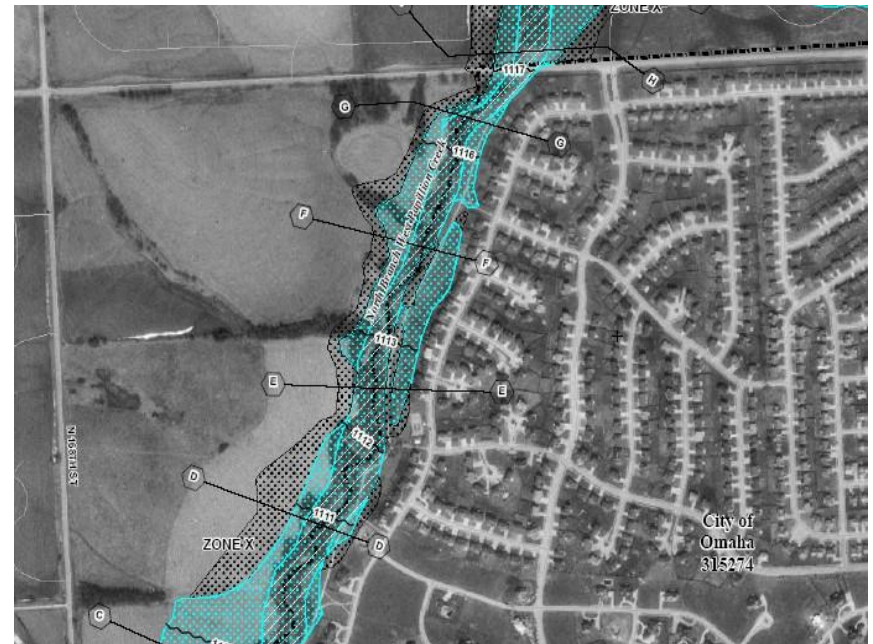 ZONE X
1117
H
G
G
1116
North Branch West Papillion Creek
F
F
1113
E
E
1112
N 168TH ST
D
1111
D
ZONE X
City of
Omaha
315274
C